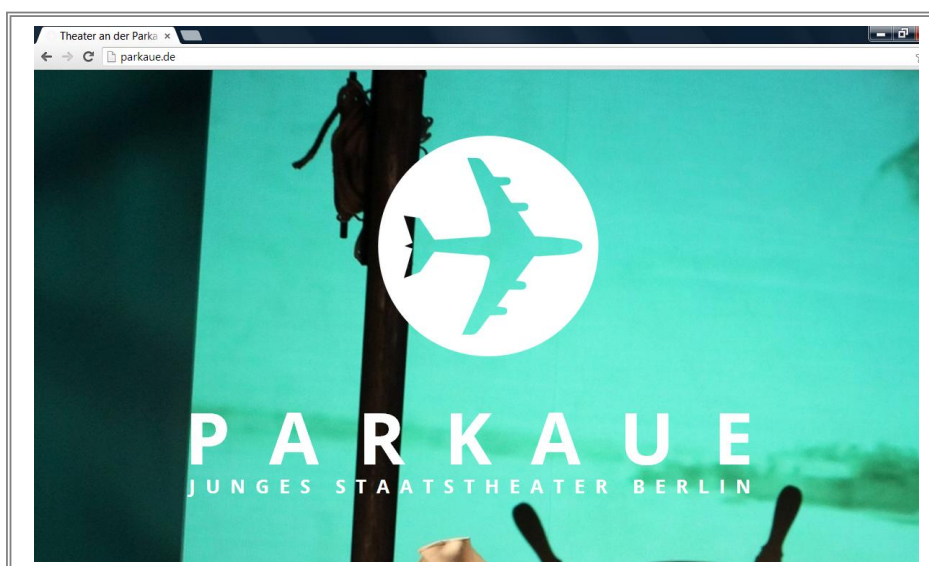 Theater an der Parka
parkaue.de
PARKAUE
JUNGES STAATSTHEATER BERLIN